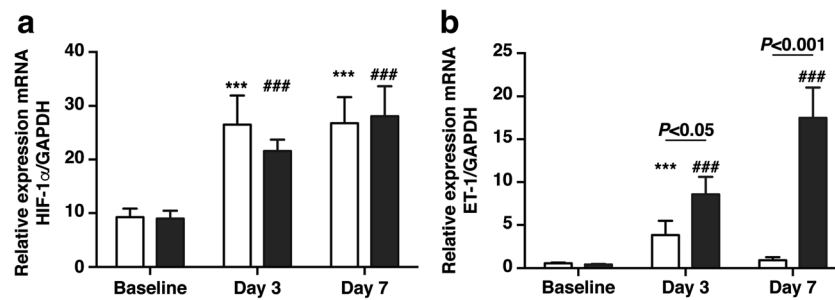 a
Relative expression mRNA
HIF-1α/GAPDH
40
30
20
10
0
***
###
***
###
Baseline
Day 3
Day 7
b
Relative expression mRNA
ET-1/GAPDH
25
20
15
10
5
0
P<0.001
###
P<0.05
***
###
Baseline
Day 3
Day 7